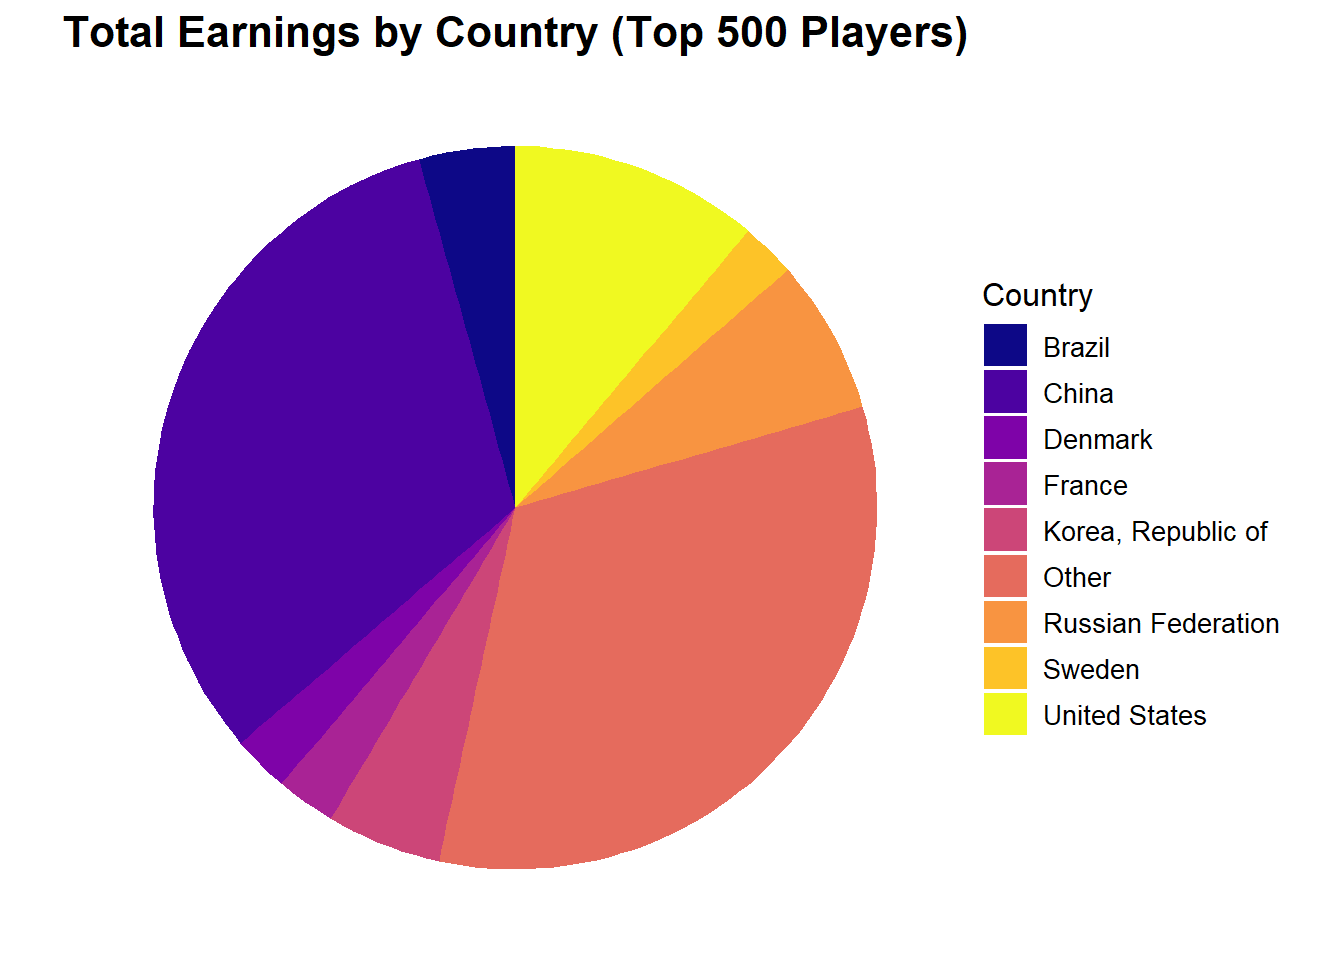 Total Earnings by Country (Top 500 Players)
Country
Brazil
China
Denmark
France
Korea, Republic of
Other
Russian Federation
Sweden
United States